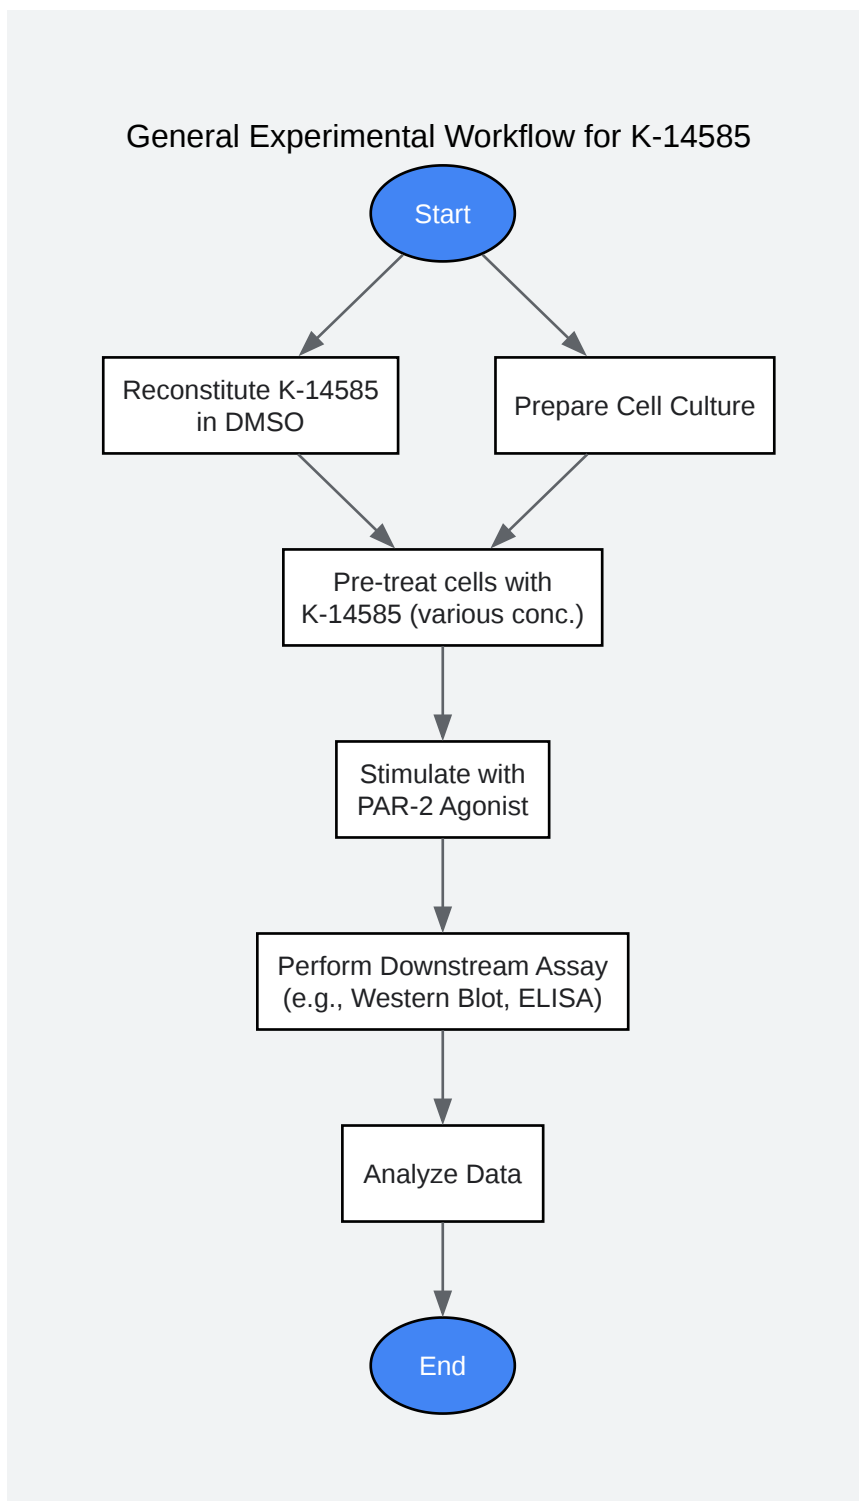 General Experimental Workflow for K-14585
Start
Reconstitute K-14585
in DMSO
Prepare Cell Culture
Pre-treat cells with
K-14585 (various conc.)
Stimulate with
PAR-2 Agonist
Perform Downstream Assay
(e.g., Western Blot, ELISA)
Analyze Data
End